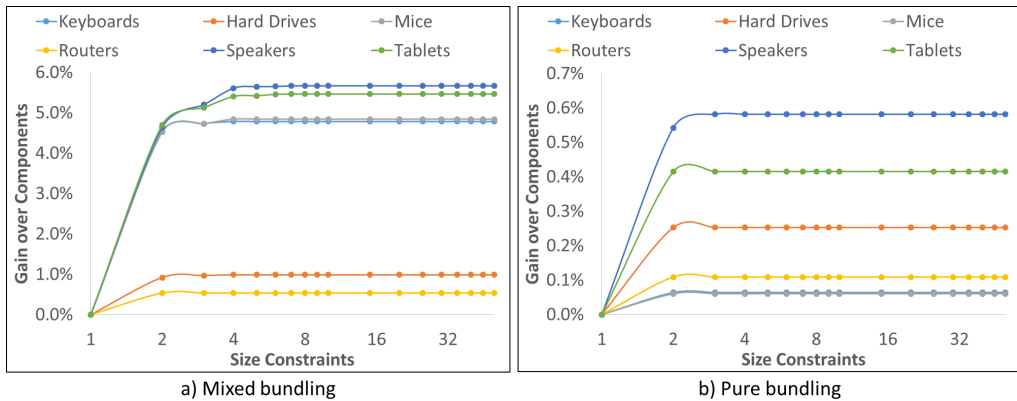 Keyboards Hard Drives Mice
Routers Speakers Tablets
6.0%
5.0%
4.0%
3.0%
2.0%
1.0%
0.0%
Gain over Components
1 2 4 8 16 32
Size Constraints
a) Mixed bundling
Keyboards Hard Drives Mice
Routers Speakers Tablets
0.7%
0.6%
0.5%
0.4%
0.3%
0.2%
0.1%
0.0%
Gain over Components
1 2 4 8 16 32
Size Constraints
b) Pure bundling